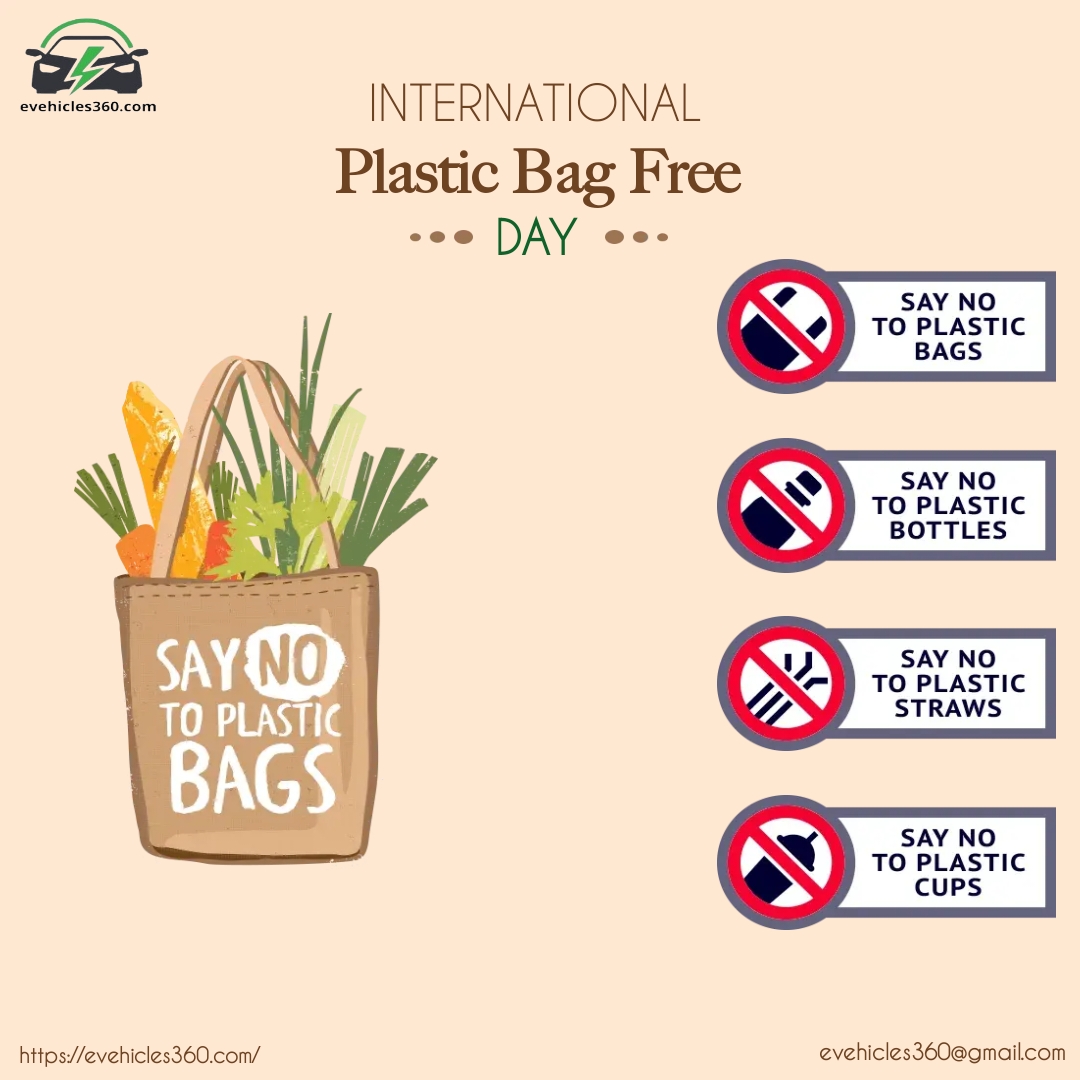 evehicles360.com
INTERNATIONAL
Plastic Bag Free
DAY
SAY NO
TO PLASTIC
BAGS
SAY NO
TO PLASTIC
BAGS
SAY NO
TO PLASTIC
BOTTLES
SAY NO
TO PLASTIC
STRAWS
SAY NO
TO PLASTIC
CUPS
https://evehicles360.com/
evehicles360@gmail.com